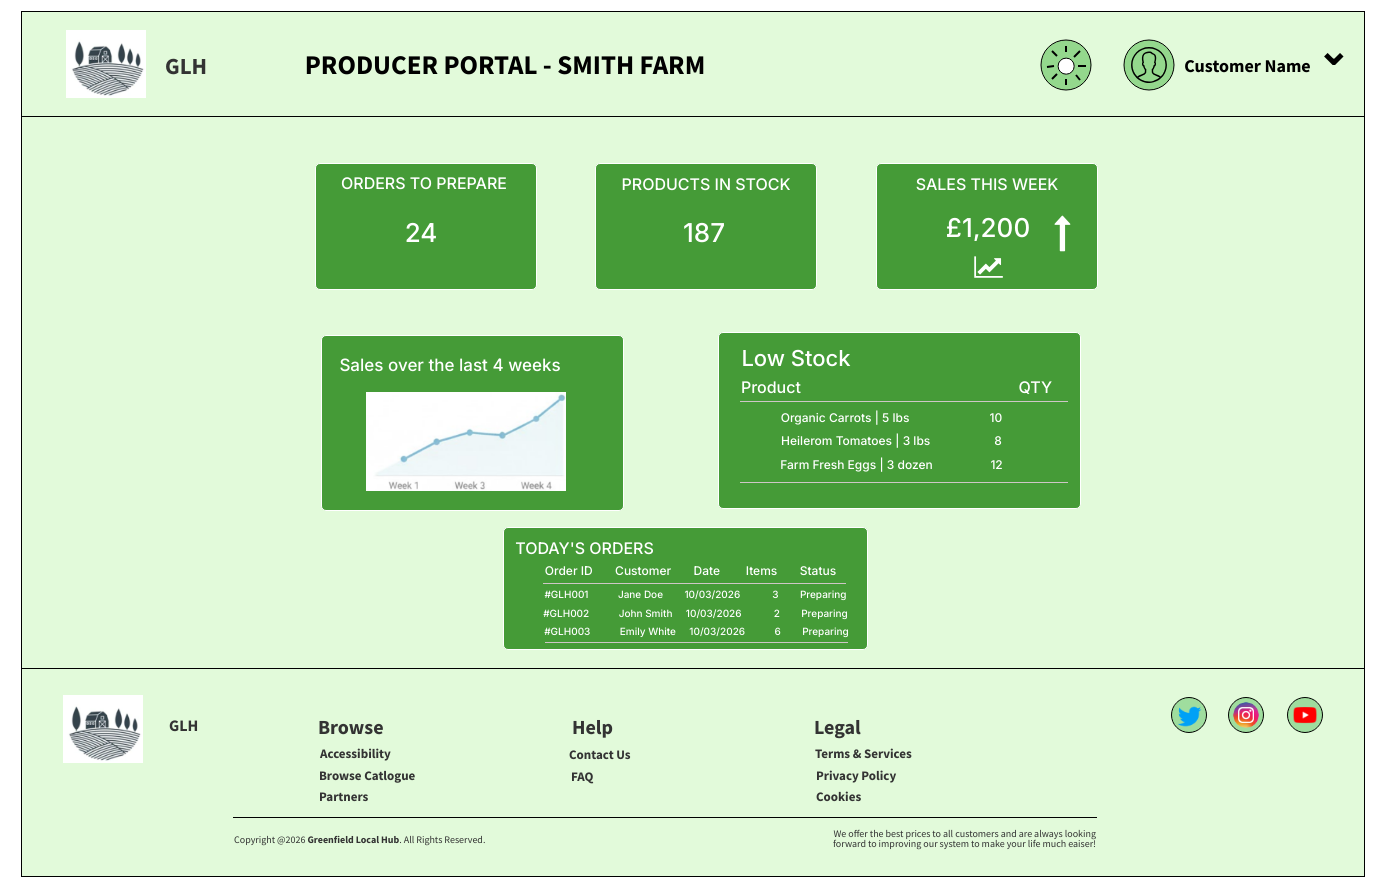 GLH
PRODUCER PORTAL - SMITH FARM
Customer Name
ORDERS TO PREPARE
24
PRODUCTS IN STOCK
187
SALES THIS WEEK
£1,200
Sales over the last 4 weeks
Week 1 Week 3 Week 4
Low Stock
Product QTY
Organic Carrots | 5 lbs 10
Heilerom Tomatoes | 3 lbs 8
Farm Fresh Eggs | 3 dozen 12
TODAY'S ORDERS
Order ID Customer Date Items Status
#GLH001 Jane Doe 10/03/2026 3 Preparing
#GLH002 John Smith 10/03/2026 2 Preparing
#GLH003 Emily White 10/03/2026 6 Preparing
GLH
Browse
Accessibility
Browse Catlogue
Partners
Help
Contact Us
FAQ
Legal
Terms & Services
Privacy Policy
Cookies
Copyright @2026 Greenfield Local Hub. All Rights Reserved.
We offer the best prices to all customers and are always looking
forward to improving our system to make your life much eaiser!